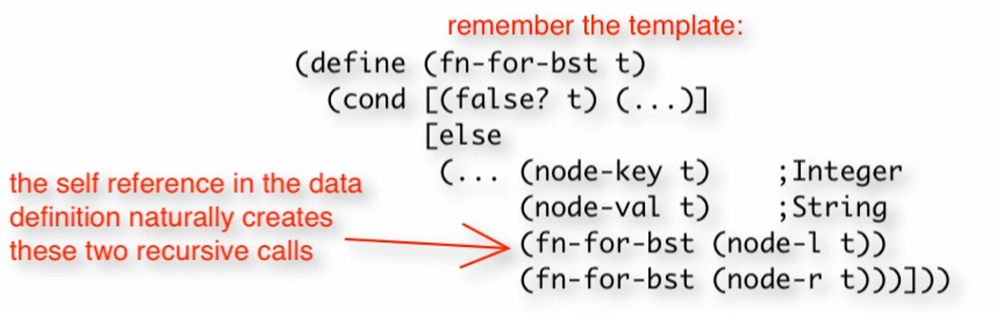 remember the template:
(define (fn-for-bst t)
(cond [(false? t) (...)]
[else
(... (node-key t) ;Integer
(node-val t) ;String
(fn-for-bst (node-l t))
(fn-for-bst (node-r t)))]))
the self reference in the data
definition naturally creates
these two recursive calls